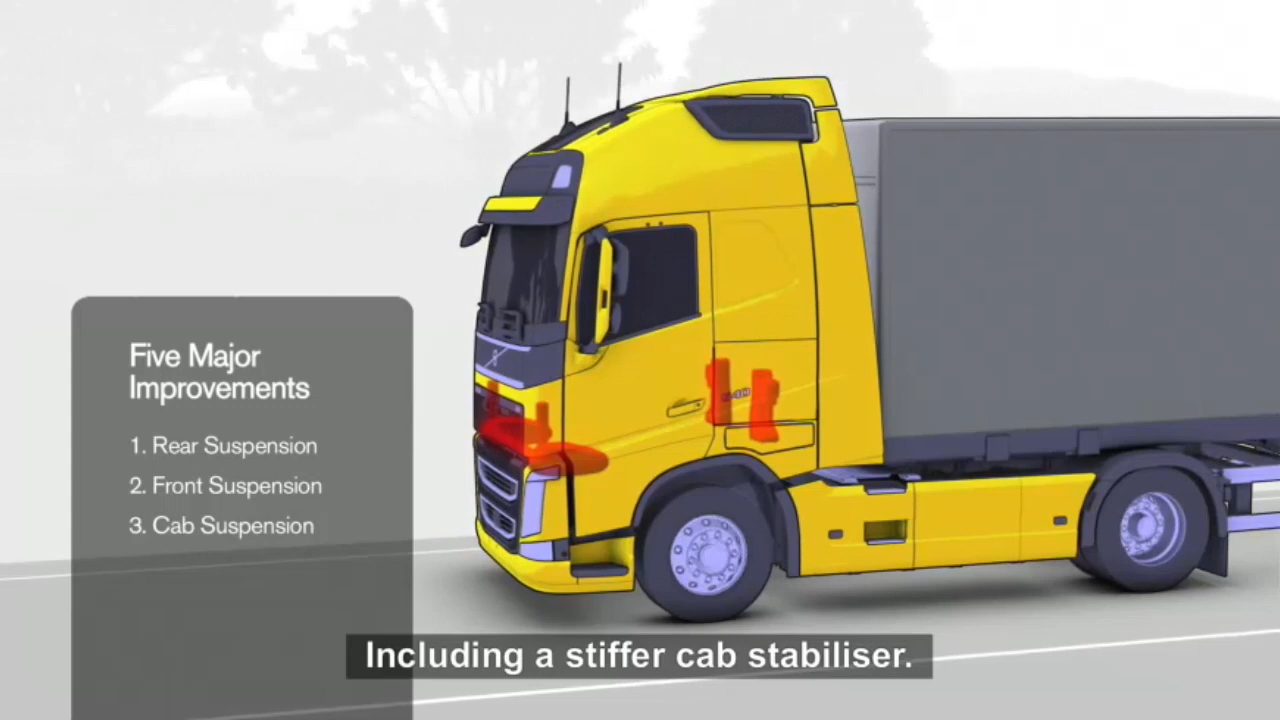 Five Major
Improvements
1. Rear Suspension
2. Front Suspension
3. Cab Suspension
Including a stiffer cab stabiliser.